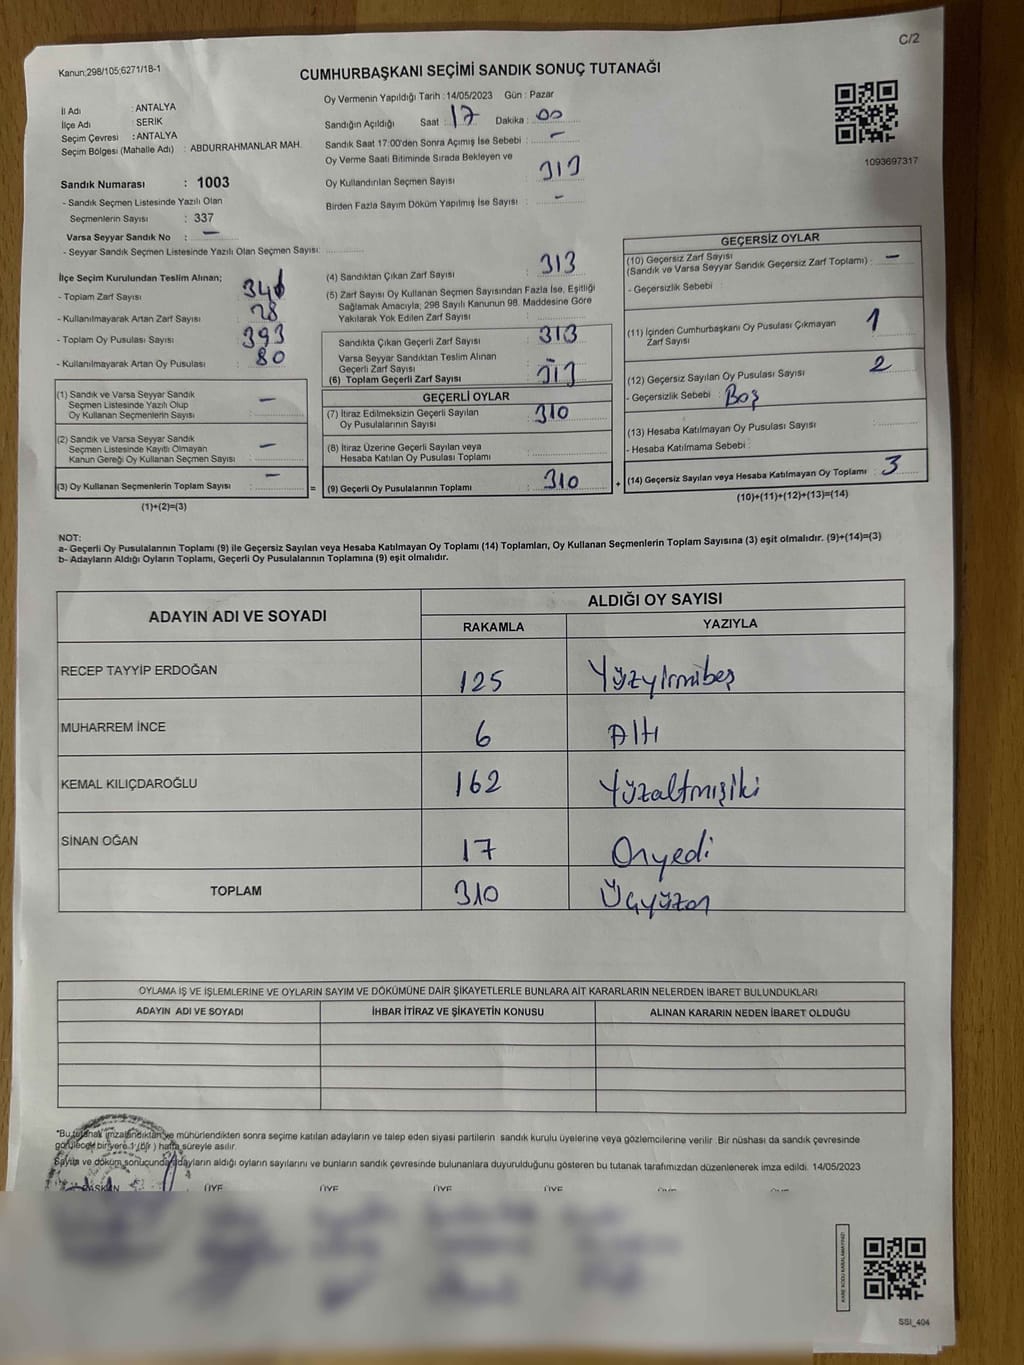 C/2
Kanun;298/105;6271/18-1
CUMHURBAŞKANI SEÇİMİ SANDIK SONUÇ TUTANAĞI
İl Adı : ANTALYA
İlçe Adı : SERİK
Seçim Çevresi : ANTALYA
Seçim Bölgesi (Mahalle Adı) : ABDURRAHMANLAR MAH.
Sandık Numarası : 1003
- Sandık Seçmen Listesinde Yazılı Olan
Seçmenlerin Sayısı : 337
Varsa Seyyar Sandık No : –
- Seyyar Sandık Seçmen Listesinde Yazılı Olan Seçmen Sayısı:
Oy Vermenin Yapıldığı Tarih : 14/05/2023 Gün : Pazar
Sandığın Açıldığı Saat : 17 Dakika : 00
Sandık Saat 17:00'den Sonra Açımış İse Sebebi : –
Oy Verme Saati Bitiminde Sırada Bekleyen ve
Oy Kullandırılan Seçmen Sayısı : 313
Birden Fazla Sayım Döküm Yapılmış İse Sayısı : –
1093697317
İlçe Seçim Kurulundan Teslim Alınan;
- Toplam Zarf Sayısı : 341
- Kullanılmayarak Artan Zarf Sayısı : 28
- Toplam Oy Pusulası Sayısı : 393
- Kullanılmayarak Artan Oy Pusulası : 80
(1) Sandık ve Varsa Seyyar Sandık
Seçmen Listesinde Yazılı Olup
Oy Kullanan Seçmenlerin Sayısı : –
(2) Sandık ve Varsa Seyyar Sandık
Seçmen Listesinde Kayıtlı Olmayan
Kanun Gereği Oy Kullanan Seçmen Sayısı : –
(3) Oy Kullanan Seçmenlerin Toplam Sayısı : –
(1)+(2)=(3)
(4) Sandıktan Çıkan Zarf Sayısı : 313
(5) Zarf Sayısı Oy Kullanan Seçmen Sayısından Fazla İse, Eşitliği
Sağlamak Amacıyla; 298 Sayılı Kanunun 98. Maddesine Göre
Yakılarak Yok Edilen Zarf Sayısı :
Sandıkta Çıkan Geçerli Zarf Sayısı : 313
Varsa Seyyar Sandıktan Teslim Alınan
Geçerli Zarf Sayısı : –
(6) Toplam Geçerli Zarf Sayısı : 313
GEÇERLİ OYLAR
(7) İtiraz Edilmeksizin Geçerli Sayılan
Oy Pusulalarının Sayısı : 310
(8) İtiraz Üzerine Geçerli Sayılan veya
Hesaba Katılan Oy Pusulası Toplamı :
= (9) Geçerli Oy Pusulalarının Toplamı : 310
GEÇERSİZ OYLAR
(10) Geçersiz Zarf Sayısı
(Sandık ve Varsa Seyyar Sandık Geçersiz Zarf Toplamı) : –
- Geçersizlik Sebebi :
(11) İçinden Cumhurbaşkanı Oy Pusulası Çıkmayan
Zarf Sayısı : 1
(12) Geçersiz Sayılan Oy Pusulası Sayısı : 2
- Geçersizlik Sebebi : Boş
(13) Hesaba Katılmayan Oy Pusulası Sayısı :
- Hesaba Katılmama Sebebi :
+ (14) Geçersiz Sayılan veya Hesaba Katılmayan Oy Toplamı : 3
(10)+(11)+(12)+(13)=(14)
NOT:
a- Geçerli Oy Pusulalarının Toplamı (9) ile Geçersiz Sayılan veya Hesaba Katılmayan Oy Toplamı (14) Toplamları, Oy Kullanan Seçmenlerin Toplam Sayısına (3) eşit olmalıdır. (9)+(14)=(3)
b- Adayların Aldığı Oyların Toplamı, Geçerli Oy Pusulalarının Toplamına (9) eşit olmalıdır.
ADAYIN ADI VE SOYADI ALDIĞI OY SAYISI
RAKAMLA YAZIYLA
RECEP TAYYİP ERDOĞAN 125 Yüzyirmibeş
MUHARREM İNCE 6 Altı
KEMAL KILIÇDAROĞLU 162 Yüzaltmışiki
SİNAN OĞAN 17 Onyedi
TOPLAM 310 Üçyüzon
OYLAMA İŞ VE İŞLEMLERİNE VE OYLARIN SAYIM VE DÖKÜMÜNE DAİR ŞİKAYETLERLE BUNLARA AİT KARARLARIN NELERDEN İBARET BULUNDUKLARI
ADAYIN ADI VE SOYADI İHBAR İTİRAZ VE ŞİKAYETİN KONUSU ALINAN KARARIN NEDEN İBARET OLDUĞU
*Bu tutanak imzalandıktan ve mühürlendikten sonra seçime katılan adayların ve talep eden siyasi partilerin sandık kurulu üyelerine veya gözlemcilerine verilir. Bir nüshası da sandık çevresinde
görülecek bir yere 1 (bir) hafta süreyle asılır.
Sayım ve döküm sonucunda adayların aldığı oyların sayılarını ve bunların sandık çevresinde bulunanlara duyurulduğunu gösteren bu tutanak tarafımızdan düzenlenerek imza edildi. 14/05/2023
BAŞKAN ÜYE ÜYE ÜYE ÜYE ÜYE ÜYE
KARE KODU KARALAMAYINIZ!
SSI_404